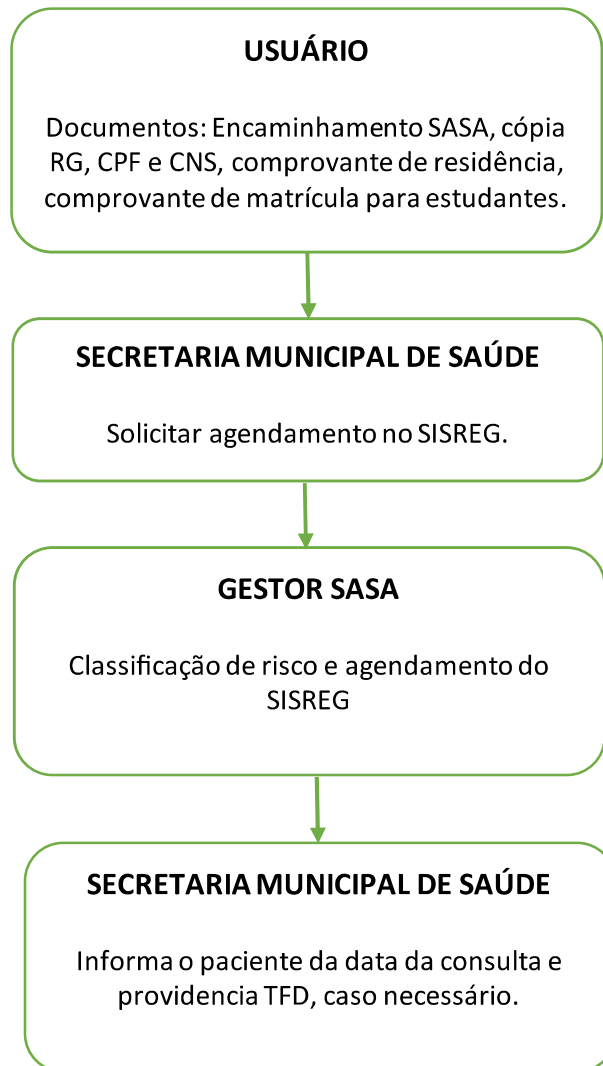 USUÁRIO
Documentos: Encaminhamento SASA, cópia
RG, CPF e CNS, comprovante de residência,
comprovante de matrícula para estudantes.
SECRETARIA MUNICIPAL DE SAÚDE
Solicitar agendamento no SISREG.
GESTOR SASA
Classificação de risco e agendamento do
SISREG
SECRETARIA MUNICIPAL DE SAÚDE
Informa o paciente da data da consulta e
providencia TFD, caso necessário.